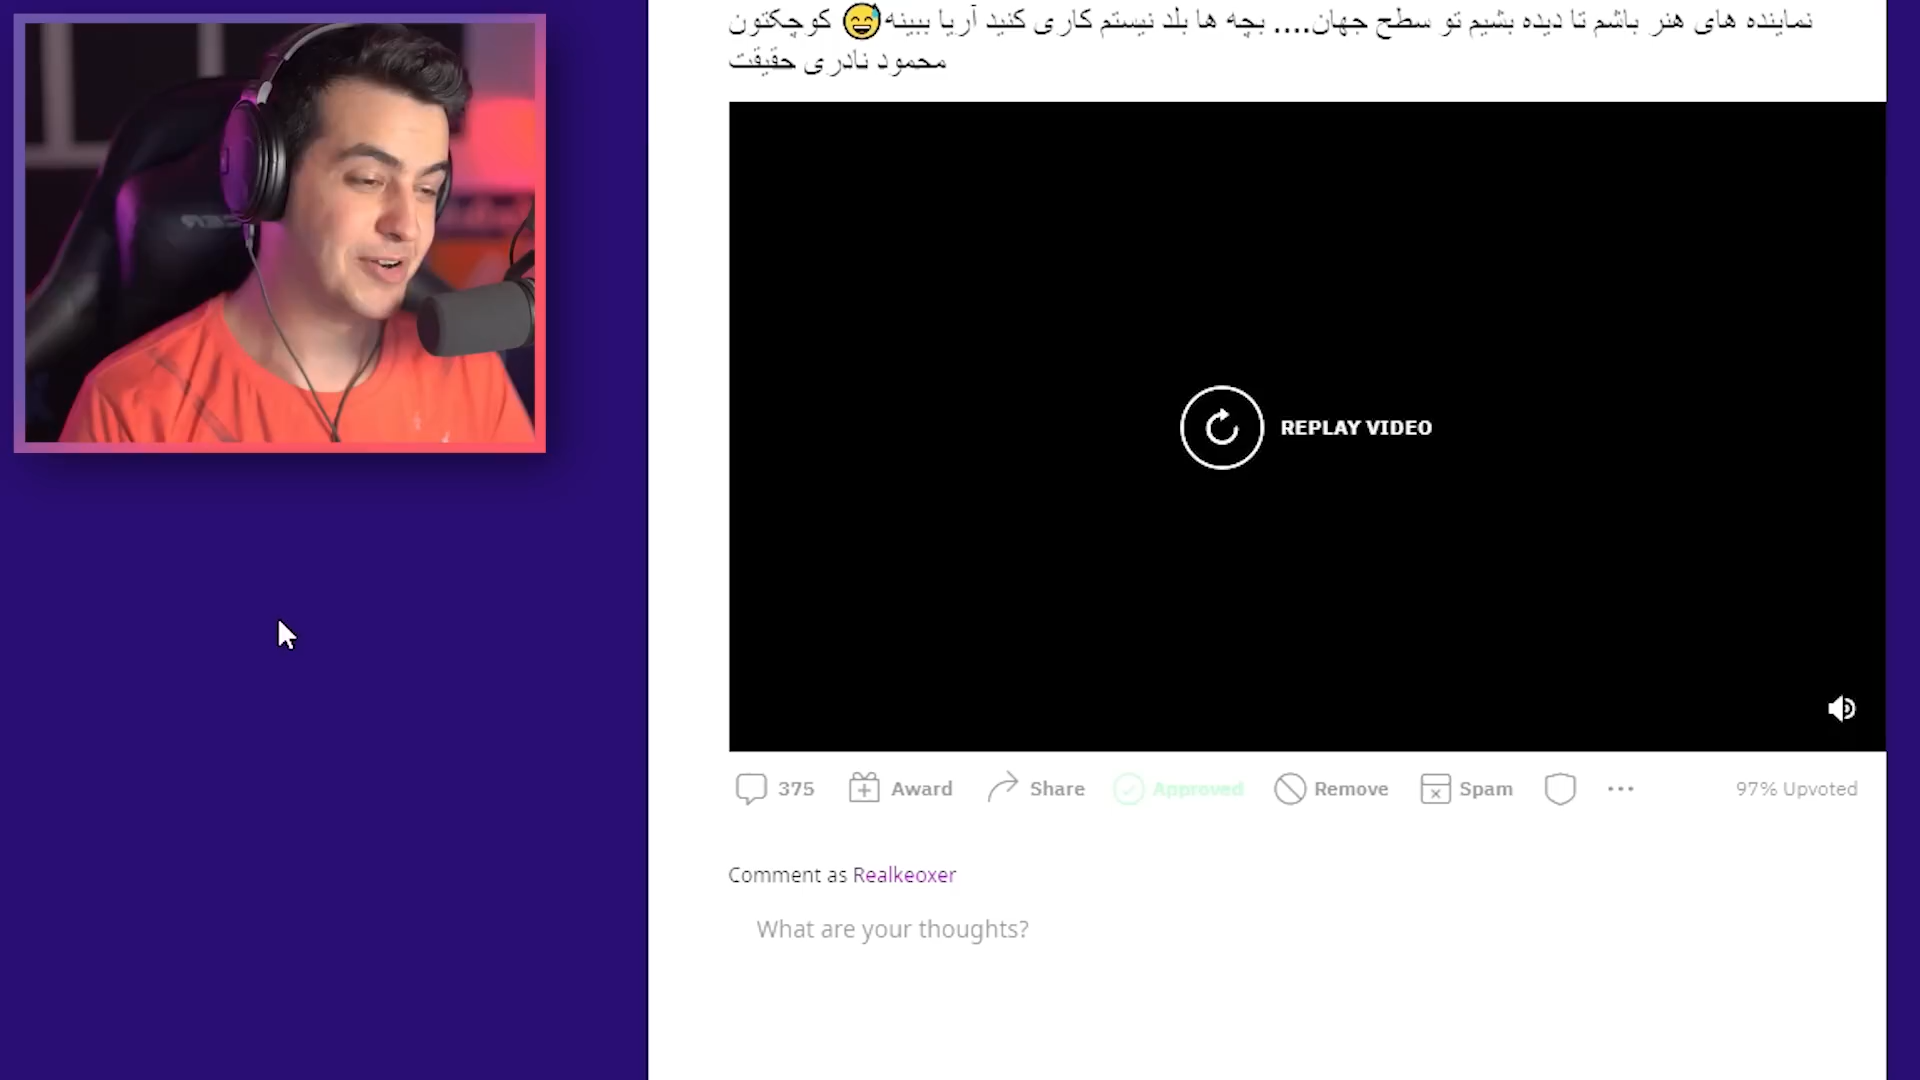 نماینده های هنر باشم تا دیده بشیم تو سطح جهان.... بچه ها بلد نیستم کاری کنید آریا ببینه😅 کوچکتون
محمود نادری حقیقت
REPLAY VIDEO
375 Award Share Approved Remove Spam ... 97% Upvoted
Comment as Realkeoxer
What are your thoughts?